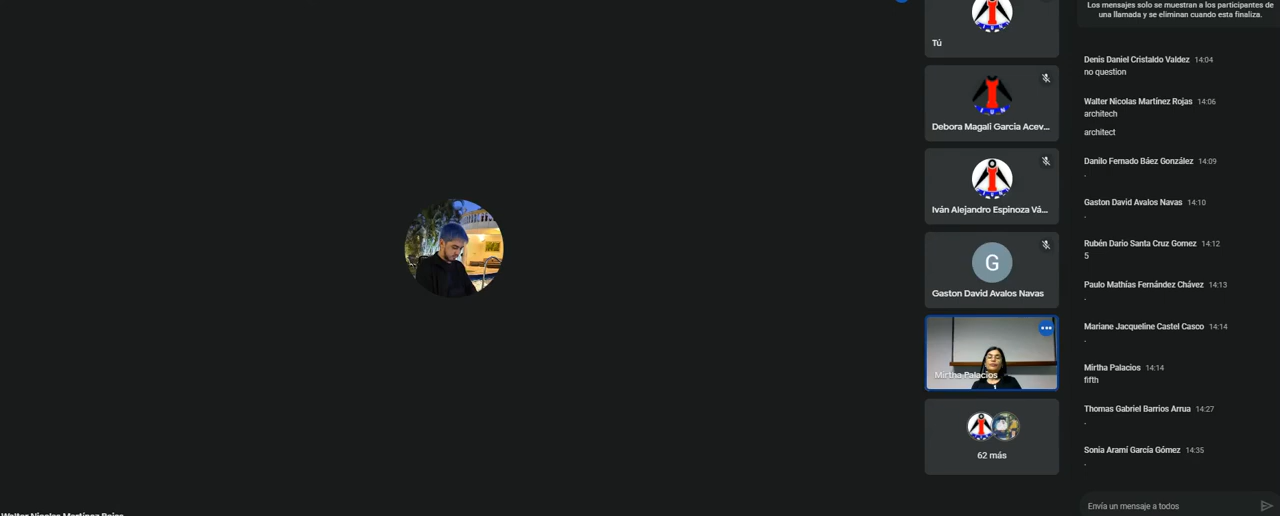 Tú
Debora Magali Garcia Acev...
Iván Alejandro Espinoza Vá...
G
Gaston David Avalos Navas
Mirtha Palacios
62 más
Walter Nicolas Martínez Rojas
Los mensajes solo se muestran a los participantes de
una llamada y se eliminan cuando esta finaliza.
Denis Daniel Cristaldo Valdez 14:04
no question
Walter Nicolas Martínez Rojas 14:06
architech
architect
Danilo Fernado Báez González 14:09
.
Gaston David Avalos Navas 14:10
.
Rubén Dario Santa Cruz Gomez 14:12
5
Paulo Mathías Fernández Chávez 14:13
.
Mariane Jacqueline Castel Casco 14:14
.
Mirtha Palacios 14:14
fifth
Thomas Gabriel Barrios Arrua 14:27
.
Sonia Aramí García Gómez 14:35
.
Envía un mensaje a todos